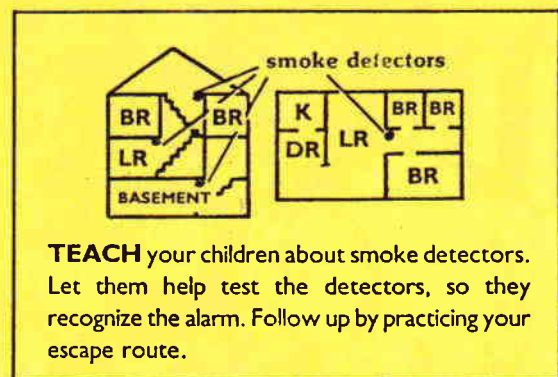 smoke detectors
BR BR
LR
BASEMENT
K LR BR BR
DR
BR
TEACH your children about smoke detectors.
Let them help test the detectors, so they
recognize the alarm. Follow up by practicing your
escape route.